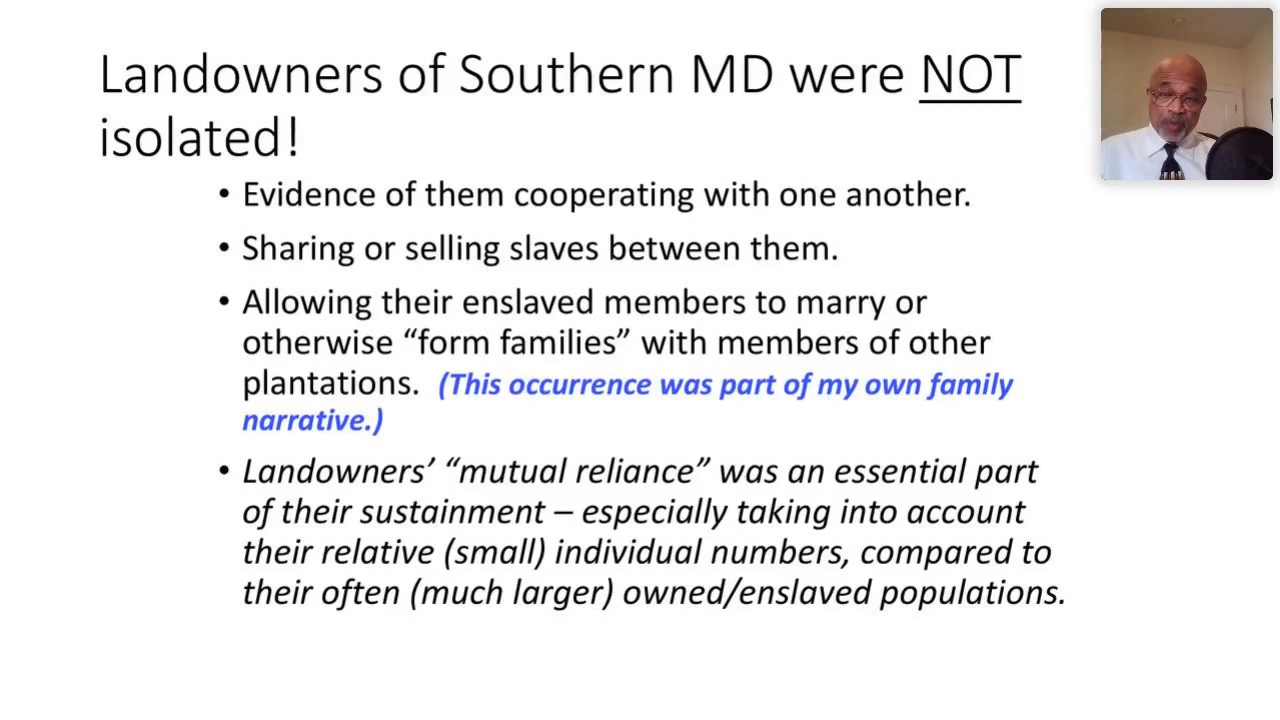 Landowners of Southern MD were NOT
isolated!
• Evidence of them cooperating with one another.
• Sharing or selling slaves between them.
• Allowing their enslaved members to marry or
otherwise “form families” with members of other
plantations. (This occurrence was part of my own family
narrative.)
• Landowners’ “mutual reliance” was an essential part
of their sustainment – especially taking into account
their relative (small) individual numbers, compared to
their often (much larger) owned/enslaved populations.